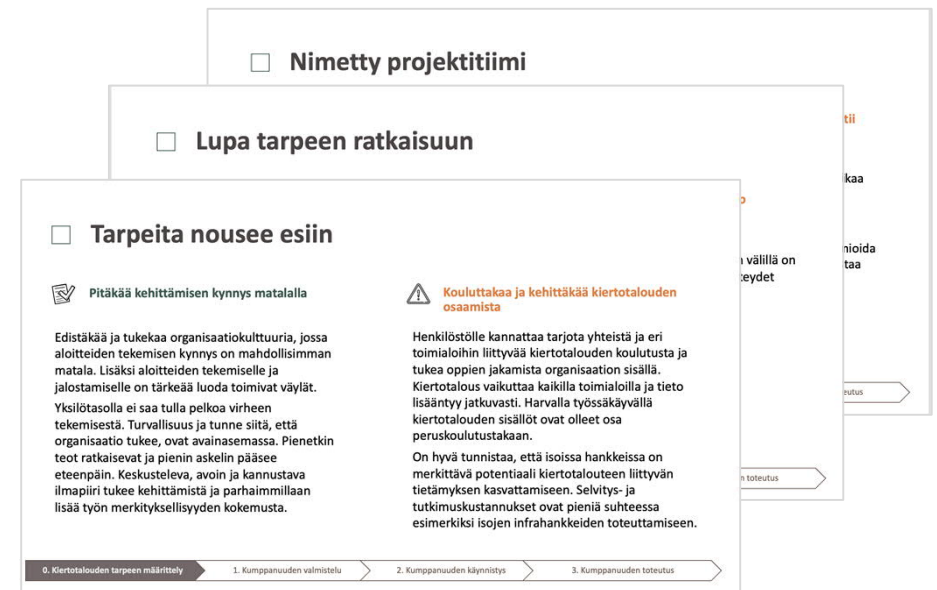 Nimetty projektitiimi
tii
kaa
nioida
taa
eutus
Lupa tarpeen ratkaisuun
välillä on
teydet
n toteutus
Tarpeita nousee esiin
Pitäkää kehittämisen kynnys matalalla
Edistäkää ja tukekaa organisaatiokulttuuria, jossa
aloitteiden tekemisen kynnys on mahdollisimman
matala. Lisäksi aloitteiden tekemiselle ja
jalostamiselle on tärkeää luoda toimivat väylät.
Yksilötasolla ei saa tulla pelkoa virheen
tekemisestä. Turvallisuus ja tunne siitä, että
organisaatio tukee, ovat avainasemassa. Pienetkin
teot ratkaisevat ja pienin askelin pääsee
eteenpäin. Keskusteleva, avoin ja kannustava
ilmapiiri tukee kehittämistä ja parhaimmillaan
lisää työn merkityksellisyyden kokemusta.
Kouluttakaa ja kehittäkää kiertotalouden
osaamista
Henkilöstölle kannattaa tarjota yhteistä ja eri
toimialoihin liittyvää kiertotalouden koulutusta ja
tukea oppien jakamista organisaation sisällä.
Kiertotalous vaikuttaa kaikilla toimialoilla ja tieto
lisääntyy jatkuvasti. Harvalla työssäkäyvällä
kiertotalouden sisällöt ovat olleet osa
peruskoulutustakaan.
On hyvä tunnistaa, että isoissa hankkeissa on
merkittävä potentiaali kiertotalouteen liittyvän
tietämyksen kasvattamiseen. Selvitys- ja
tutkimuskustannukset ovat pieniä suhteessa
esimerkiksi isojen infrahankkeiden toteuttamiseen.
0. Kiertotalouden tarpeen määrittely
1. Kumppanuuden valmistelu
2. Kumppanuuden käynnistys
3. Kumppanuuden toteutus